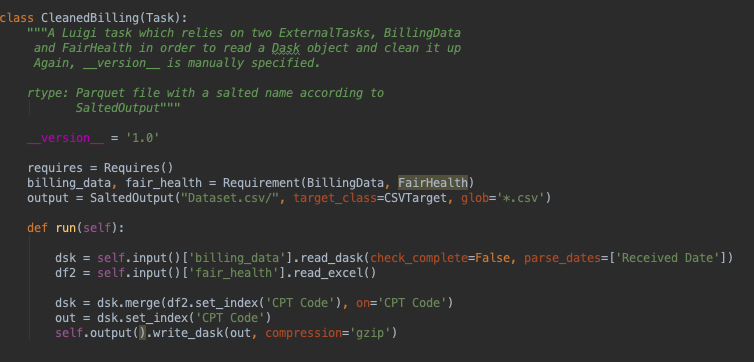 class CleanedBilling(Task):
    """A Luigi task which relies on two ExternalTasks, BillingData
     and FairHealth in order to read a Dask object and clean it up
     Again, __version__ is manually specified.

    rtype: Parquet file with a salted name according to
           SaltedOutput"""

    __version__ = '1.0'

    requires = Requires()
    billing_data, fair_health = Requirement(BillingData, FairHealth)
    output = SaltedOutput("Dataset.csv/", target_class=CSVTarget, glob='*.csv')

    def run(self):

        dsk = self.input()['billing_data'].read_dask(check_complete=False, parse_dates=['Received Date'])
        df2 = self.input()['fair_health'].read_excel()

        dsk = dsk.merge(df2.set_index('CPT Code'), on='CPT Code')
        out = dsk.set_index('CPT Code')
        self.output().write_dask(out, compression='gzip')